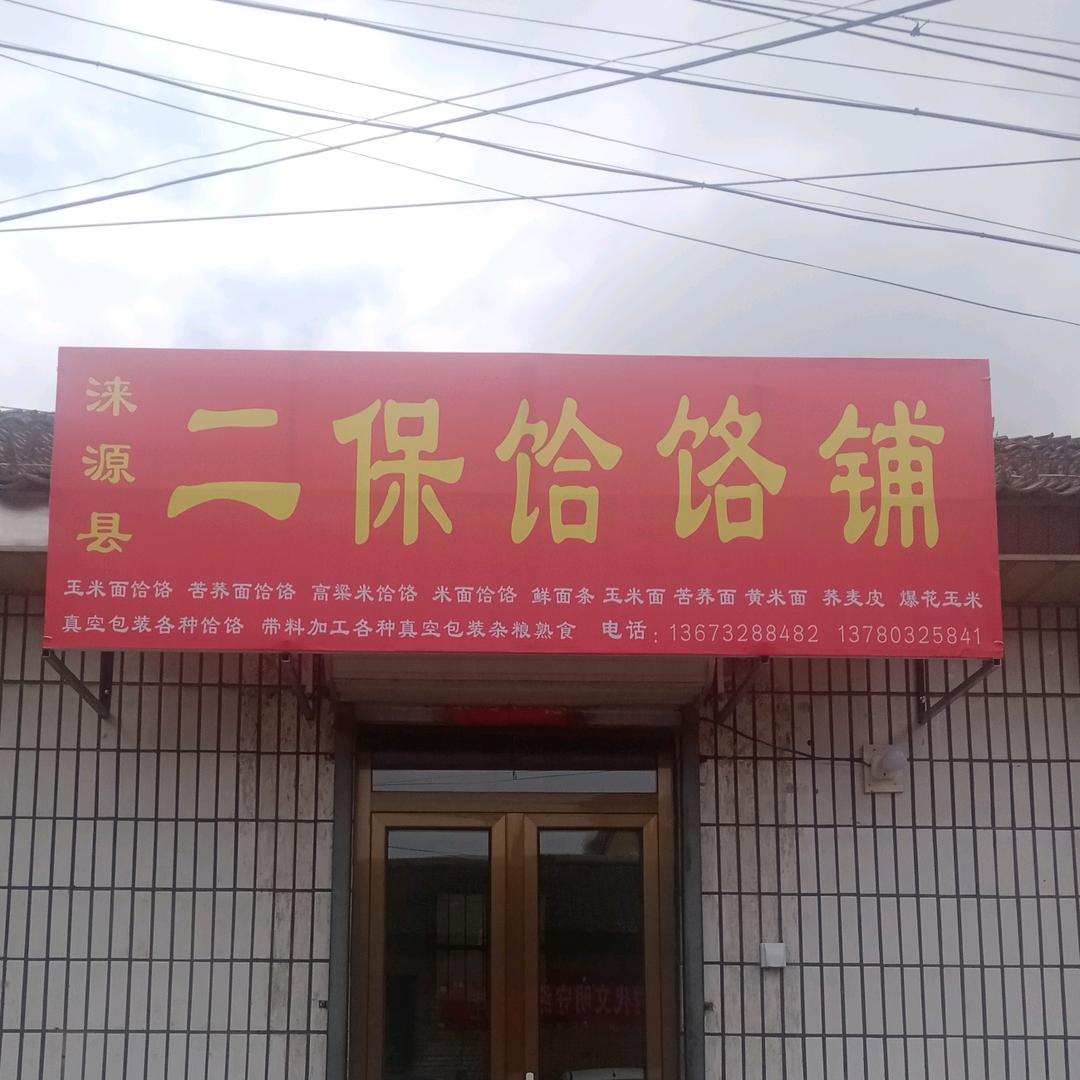 涞源县
二保饸饹铺
玉米面饸饹 苦荞面饸饹 高粱米饸饹 米面饸饹 鲜面条 玉米面 苦荞面 黄米面 荞麦皮 爆花玉米
真空包装各种饸饹 带料加工各种真空包装杂粮熟食 电话：13673288482 13780325841